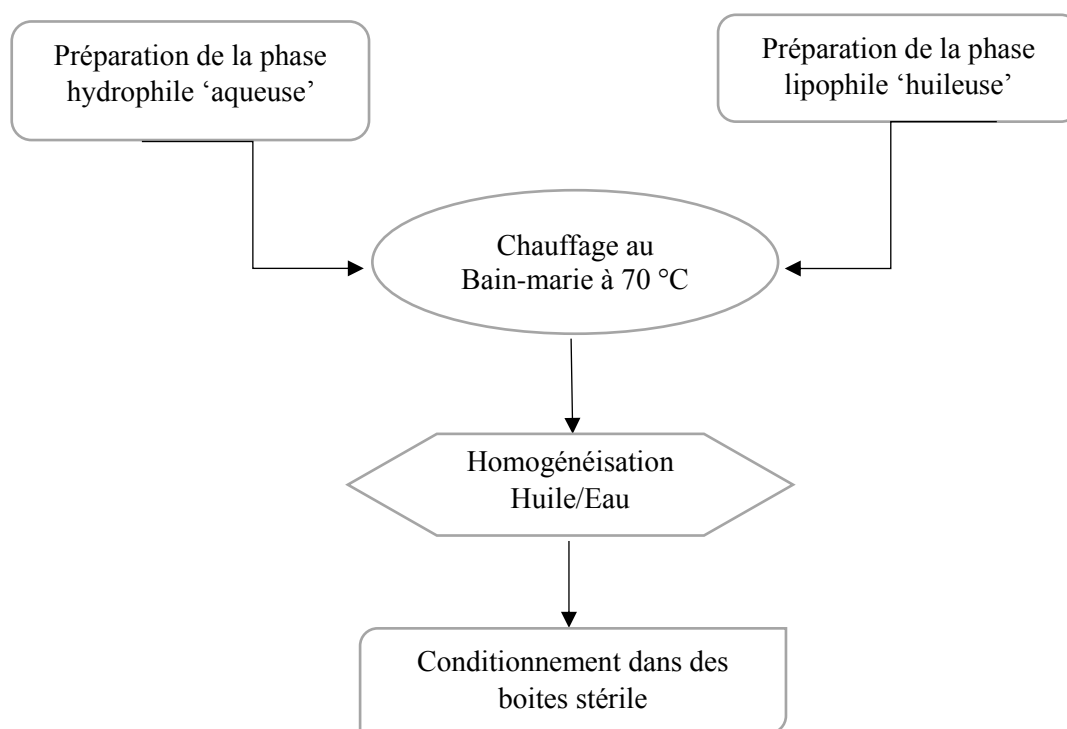 Préparation de la phase
hydrophile ‘aqueuse’
Préparation de la phase
lipophile ‘huileuse’
Chauffage au
Bain-marie à 70 °C
Homogénéisation
Huile/Eau
Conditionnement dans des
boites stérile